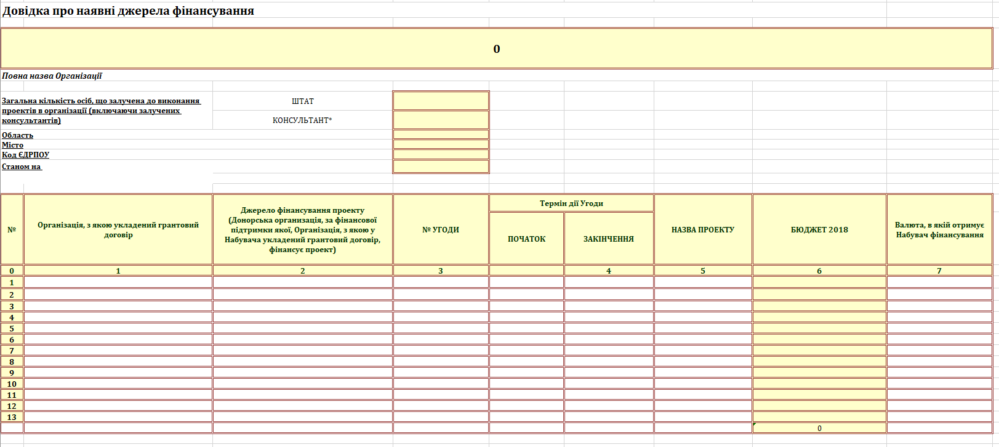 Довідка про наявні джерела фінансування
0
Повна назва Організації
Загальна кількість осіб, що залучена до виконання
проектів в організації (включаючи залучених
консультантів)
ШТАТ
КОНСУЛЬТАНТ*
Область
Місто
Код ЄДРПОУ
Станом на
№
Організація, з якою укладений грантовий
договір
Джерело фінансування проекту
(Донорська организація, за фінансової
підтримки якої, Організація, з якою у
Набувача укладений грантовий договір,
фінансує проект)
№ УГОДИ
Термін дії Угоди
ПОЧАТОК
ЗАКІНЧЕННЯ
НАЗВА ПРОЕКТУ
БЮДЖЕТ 2018
Валюта, в якій отримує
Набувач фінансування
0 1 2 3 4 5 6 7
1
2
3
4
5
6
7
8
9
10
11
12
13
0